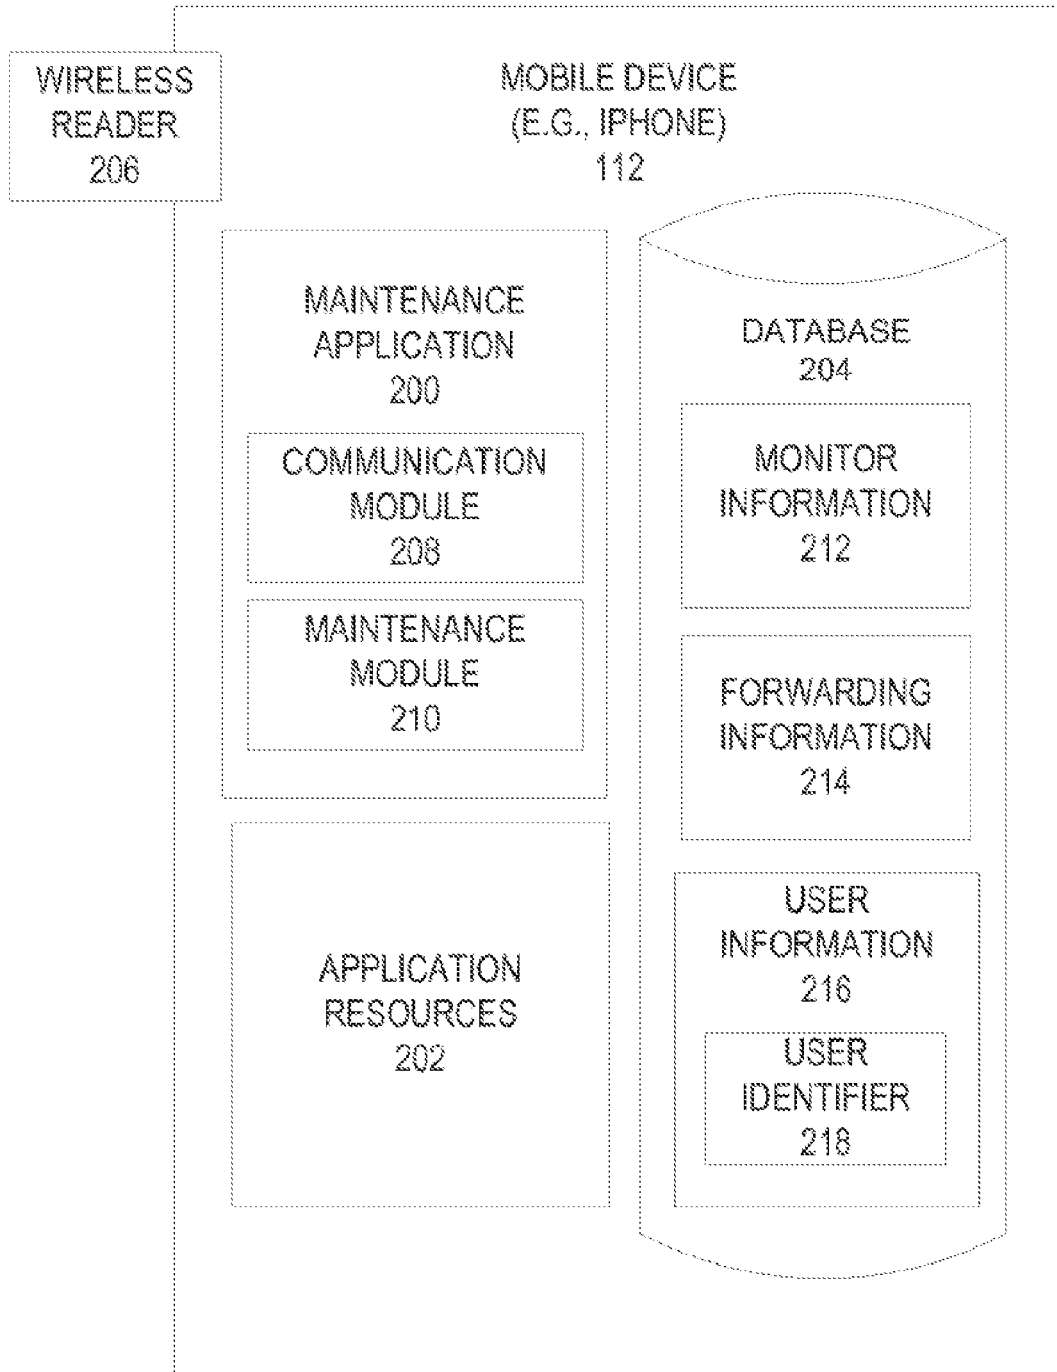 WIRELESS
READER
206
MOBILE DEVICE
(E.G., IPHONE)
112
MAINTENANCE
APPLICATION
200
COMMUNICATION
MODULE
208
MAINTENANCE
MODULE
210
APPLICATION
RESOURCES
202
DATABASE
204
MONITOR
INFORMATION
212
FORWARDING
INFORMATION
214
USER
INFORMATION
216
USER
IDENTIFIER
218